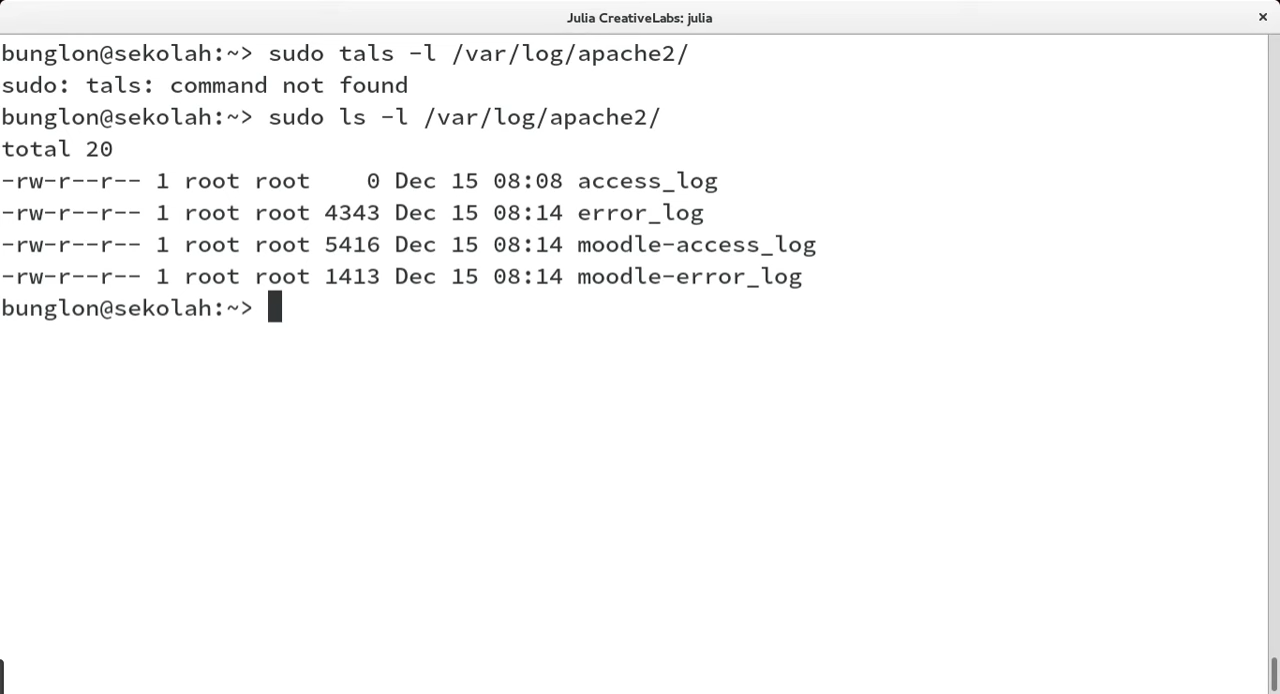 Julia CreativeLabs: julia
bunglon@sekolah:~> sudo tals -l /var/log/apache2/
sudo: tals: command not found
bunglon@sekolah:~> sudo ls -l /var/log/apache2/
total 20
-rw-r--r-- 1 root root    0 Dec 15 08:08 access_log
-rw-r--r-- 1 root root 4343 Dec 15 08:14 error_log
-rw-r--r-- 1 root root 5416 Dec 15 08:14 moodle-access_log
-rw-r--r-- 1 root root 1413 Dec 15 08:14 moodle-error_log
bunglon@sekolah:~>